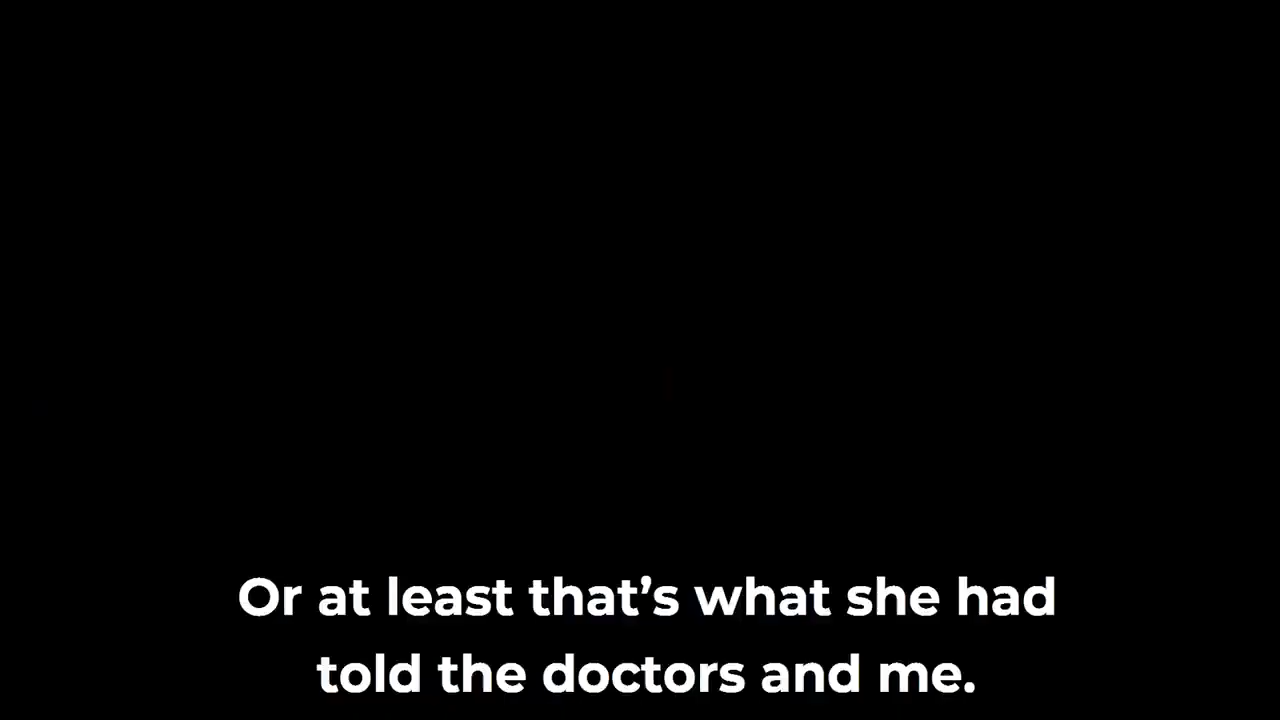 Or at least that’s what she had
told the doctors and me.